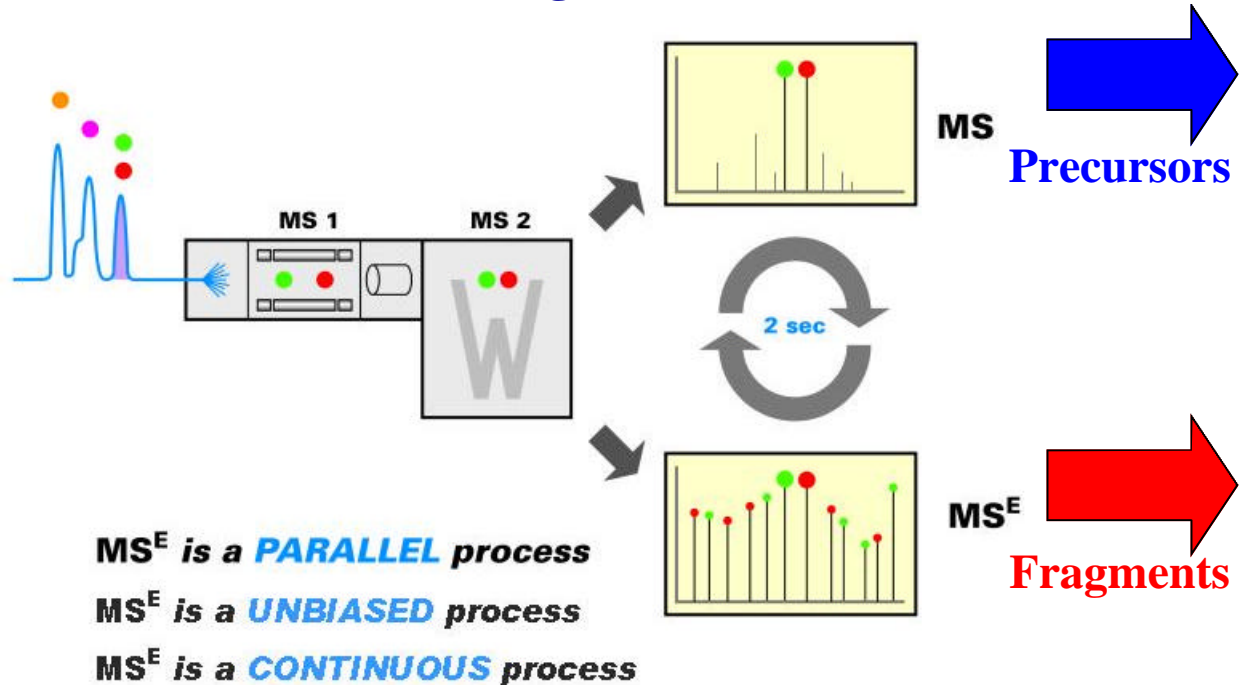 MS
Precursors
MS 1
MS 2
W
2 sec
MSᴱ
Fragments
MSᴱ is a PARALLEL process
MSᴱ is a UNBIASED process
MSᴱ is a CONTINUOUS process